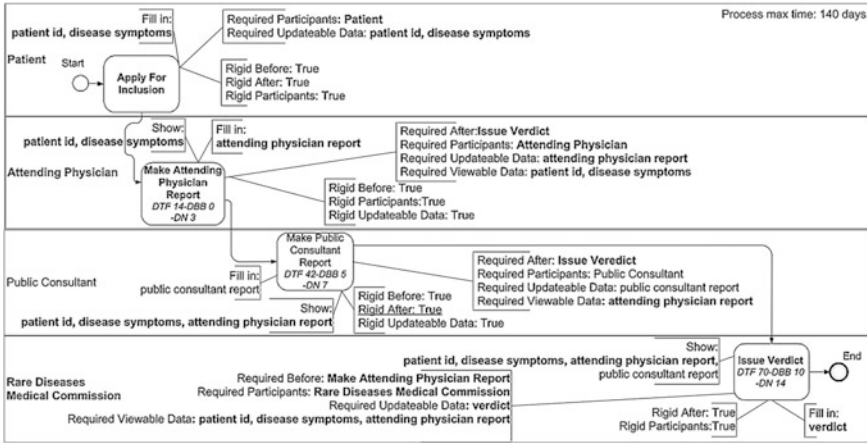 Process max time: 140 days
Fill in:
patient id, disease symptoms
Required Participants: Patient
Required Updateable Data: patient id, disease symptoms
Patient
Start
Apply For
Inclusion
Rigid Before: True
Rigid After: True
Rigid Participants: True
Show:
patient id, disease symptoms
Fill in:
attending physician report
Required After:Issue Verdict
Required Participants: Attending Physician
Required Updateable Data: attending physician report
Required Viewable Data: patient id, disease symptoms
Attending Physician
Make Attending
Physician
Report
DTF 14-DBB 0
-DN 3
Rigid Before: True
Rigid Participants:True
Rigid Updateable Data: True
Make Public
Consultant
Report
DTF 42-DBB 5
-DN 7
Public Consultant
Fill in:
public consultant report
Required After: Issue Veredict
Required Participants: Public Consultant
Required Updateable Data: public consultant report
Required Viewable Data: attending physician report
Show:
patient id, disease symptoms, attending physician report
Rigid Before: True
Rigid After: True
Rigid Updateable Data: True
Show:
patient id, disease symptoms, attending physician report,
public consultant report
Issue Verdict
DTF 70-DBB 10
-DN 14
End
Rare Diseases
Medical Commission
Required Before: Make Attending Physician Report
Required Participants: Rare Diseases Medical Commission
Required Updateable Data: verdict
Required Viewable Data: patient id, disease symptoms, attending physician report
Rigid After: True
Rigid Participants:True
Fill in:
verdict